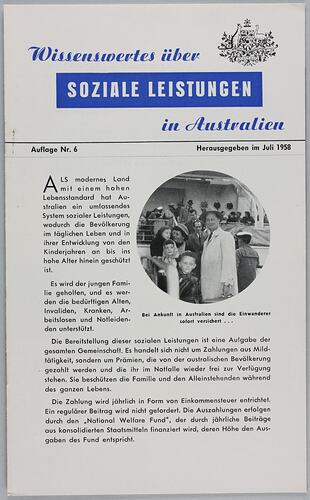 Wissenswertes über
SOZIALE LEISTUNGEN
in Australien
Auflage Nr. 6
Herausgegeben im Juli 1958
ALS modernes Land
mit einem hohen
Lebensstandard hat Au-
stralien ein umfassendes
System sozialer Leistungen,
wodurch die Bevölkerung
im täglichen Leben und in
ihrer Entwicklung von den
Kinderjahren an bis ins
hohe Alter hinein geschützt
ist.
Es wird der jungen Fami-
lie geholfen, und es wer-
den die bedürftigen Alten,
Invaliden, Kranken, Ar-
beitslosen und Notleiden-
den unterstützt.
Bei Ankunft in Australien sind die Einwanderer
sofort versichert . . .
Die Bereitstellung dieser sozialen Leistungen ist eine Aufgabe der
gesamten Gemeinschaft. Es handelt sich nicht um Zahlungen aus Mild-
tätigkeit, sondern um Prämien, die von der australischen Bevölkerung
gezahlt werden und die ihr im Notfalle wieder frei zur Verfügung
stehen. Sie beschützen die Familie und den Alleinstehenden während
des ganzen Lebens.
Die Zahlung wird jährlich in Form von Einkommensteuer entrichtet.
Ein regulärer Beitrag wird nicht gefordert. Die Auszahlungen erfolgen
durch den „National Welfare Fund", der durch jährliche Beiträge
aus konsolidierten Staatsmitteln finanziert wird, deren Höhe den Aus-
gaben des Fund entspricht.